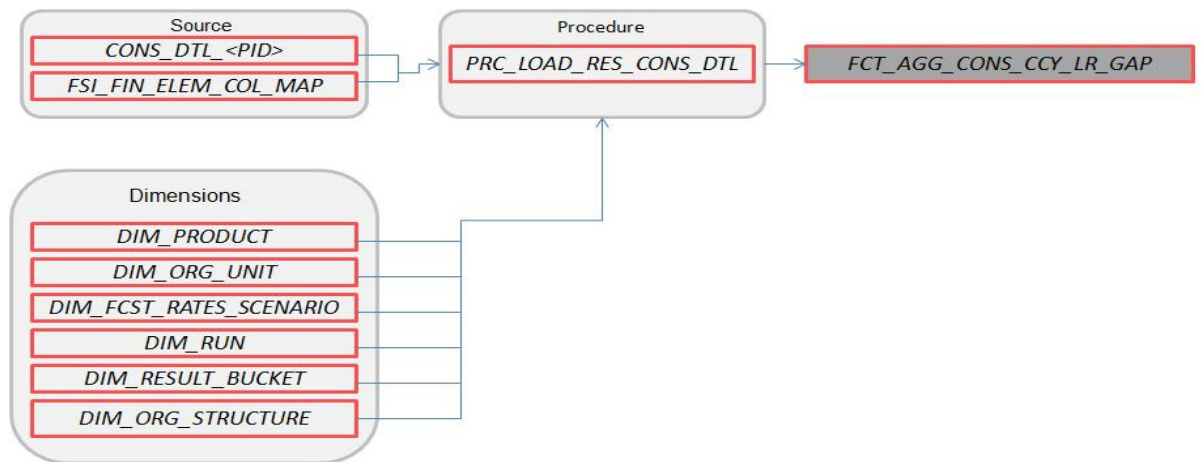 Source
CONS_DTL_<PID>
FSI_FIN_ELEM_COL_MAP
Procedure
PRC_LOAD_RES_CONS_DTL
FCT_AGG_CONS_CCY_LR_GAP
Dimensions
DIM_PRODUCT
DIM_ORG_UNIT
DIM_FCST_RATES_SCENARIO
DIM_RUN
DIM_RESULT_BUCKET
DIM_ORG_STRUCTURE